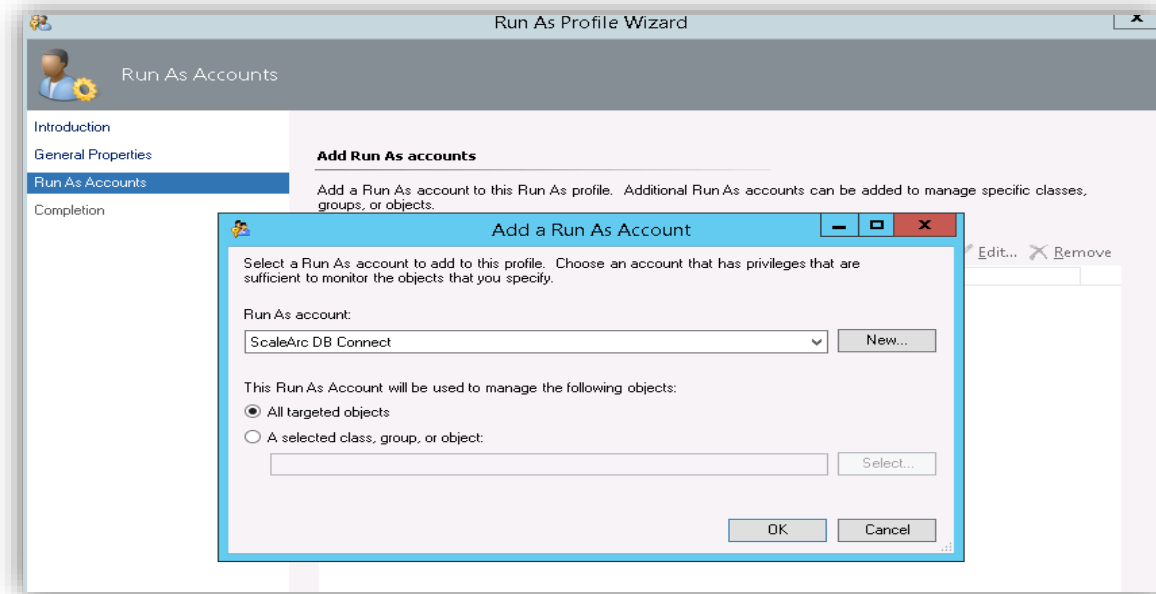 Run As Profile Wizard
x
Run As Accounts
Introduction
General Properties
Run As Accounts
Completion
Add Run As accounts
Add a Run As account to this Run As profile. Additional Run As accounts can be added to manage specific classes,
groups, or objects.
Edit... Remove
Add a Run As Account
x
Select a Run As account to add to this profile. Choose an account that has privileges that are
sufficient to monitor the objects that you specify.
Run As account:
ScaleArc DB Connect
New...
This Run As Account will be used to manage the following objects:
All targeted objects
A selected class, group, or object:
Select...
OK Cancel